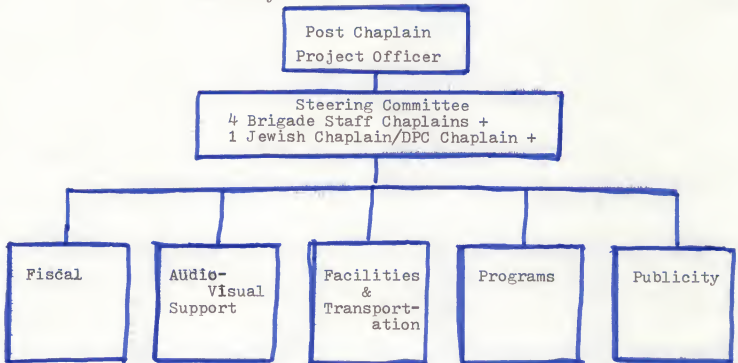 Post Chaplain
Project Officer
Steering Committee
4 Brigade Staff Chaplains +
1 Jewish Chaplain/DPC Chaplain +
Fiscal
Audio-
Visual
Support
Facilities
&
Transport-
ation
Programs
Publicity